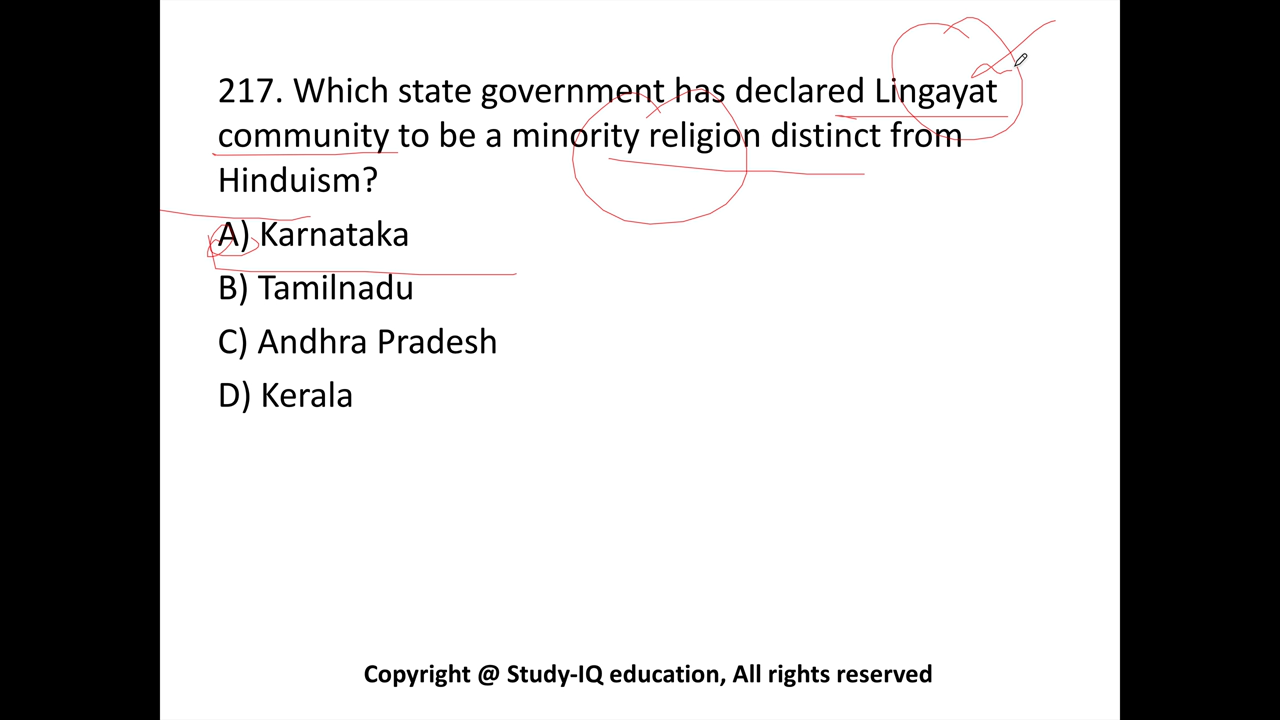 217. Which state government has declared Lingayat
community to be a minority religion distinct from
Hinduism?
A) Karnataka
B) Tamilnadu
C) Andhra Pradesh
D) Kerala
Copyright @ Study-IQ education, All rights reserved